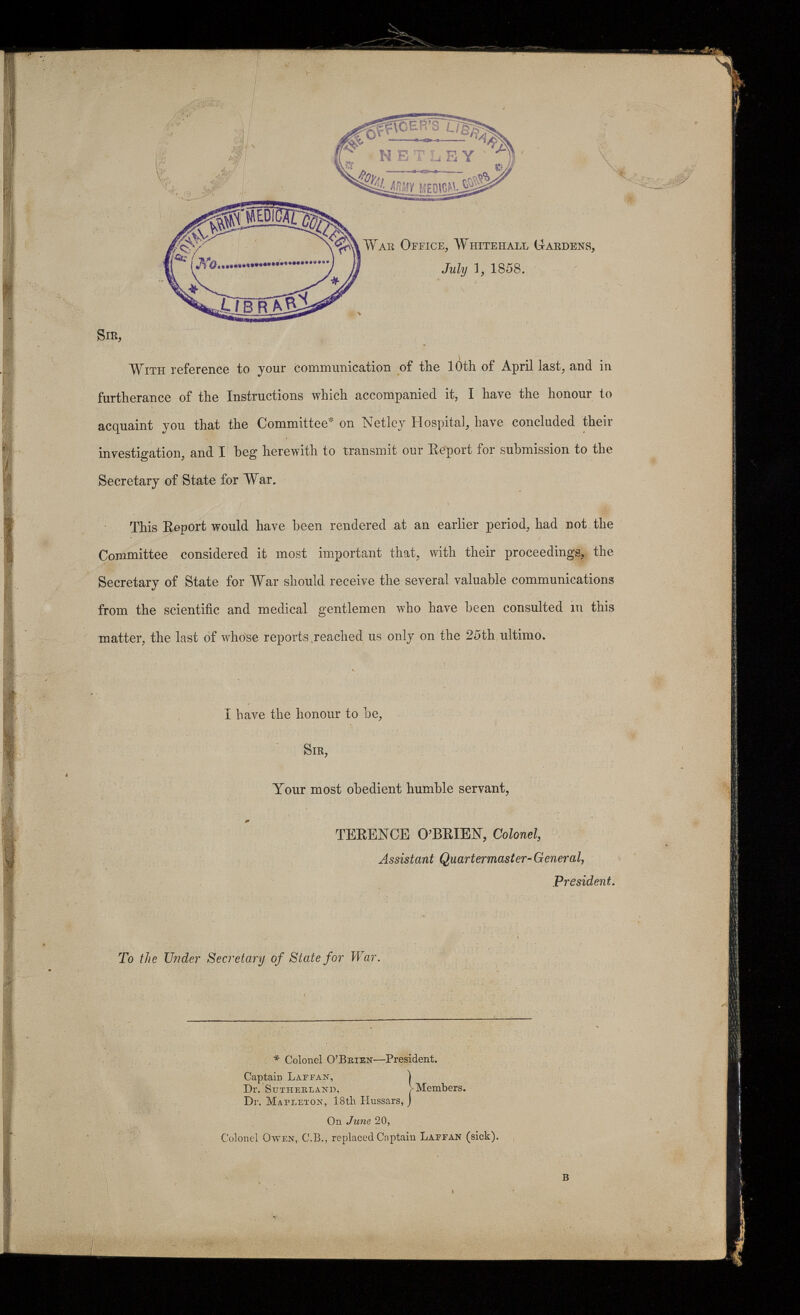 THE OFFICER'S LIBRARY
NETLEY
ROYAL ARMY MEDICAL CORPS
ROYAL ARMY MEDICAL COLLEGE
No.
LIBRARY
WAR OFFICE, WHITEHALL GARDENS,
July 1, 1858.
SIR,
WITH reference to your communication of the 10th of April last, and in
furtherance of the Instructions which accompanied it, I have the honour to
acquaint you that the Committee* on Netley Hospital, have concluded their
investigation, and I beg herewith to transmit our Report for submission to the
Secretary of State for War.
This Report would have been rendered at an earlier period, had not the
Committee considered it most important that, with their proceedings, the
Secretary of State for War should receive the several valuable communications
from the scientific and medical gentlemen who have been consulted in this
matter, the last of whose reports reached us only on the 25th ultimo.
I have the honour to be,
SIR,
Your most obedient humble servant,
TERENCE O'BRIEN, Colonel,
Assistant Quartermaster-General,
President.
To the Under Secretary of State for War.
* Colonel O'BRIEN—President.
Captain LAFFAN,
Dr. SUTHERLAND, } Members.
Dr. MAPLETON, 18th Hussars,
On June 20,
Colonel OWEN, C.B., replaced Captain LAFFAN (sick).
B